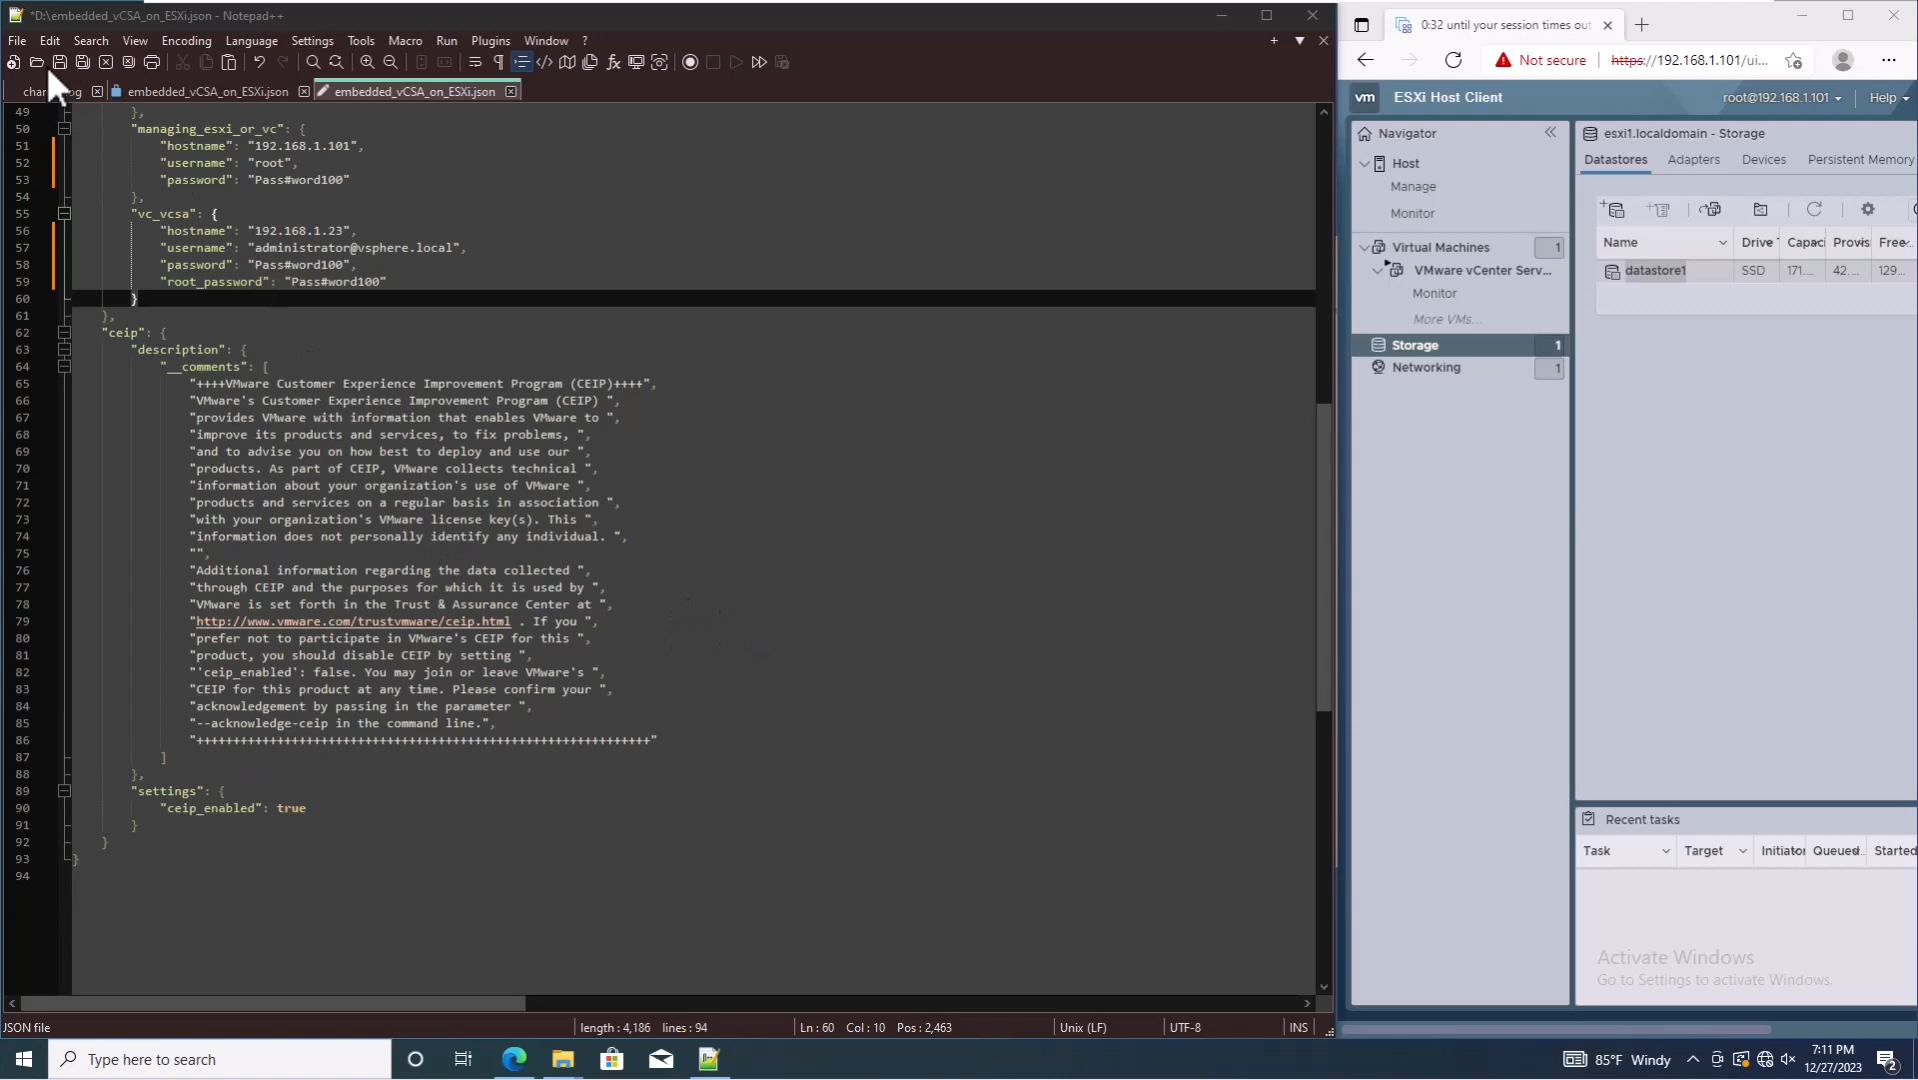 *D:\embedded_vCSA_on_ESXi.json - Notepad++
File Edit Search View Encoding Language Settings Tools Macro Run Plugins Window ?
embedded_vCSA_on_ESXi.json embedded_vCSA_on_ESXi.json
49 },
50 "managing_esxi_or_vc": {
51 "hostname": "192.168.1.101",
52 "username": "root",
53 "password": "Pass#word100"
54 },
55 "vc_vcsa": {
56 "hostname": "192.168.1.23",
57 "username": "administrator@vsphere.local",
58 "password": "Pass#word100",
59 "root_password": "Pass#word100"
60 }
61 },
62 "ceip": {
63 "description": {
64 "__comments": [
65 "++++VMware Customer Experience Improvement Program (CEIP)++++",
66 "VMware's Customer Experience Improvement Program (CEIP) ",
67 "provides VMware with information that enables VMware to ",
68 "improve its products and services, to fix problems, ",
69 "and to advise you on how best to deploy and use our ",
70 "products. As part of CEIP, VMware collects technical ",
71 "information about your organization's use of VMware ",
72 "products and services on a regular basis in association ",
73 "with your organization's VMware license key(s). This ",
74 "information does not personally identify any individual. ",
75 "",
76 "Additional information regarding the data collected ",
77 "through CEIP and the purposes for which it is used by ",
78 "VMware is set forth in the Trust & Assurance Center at ",
79 "http://www.vmware.com/trustvmware/ceip.html . If you ",
80 "prefer not to participate in VMware's CEIP for this ",
81 "product, you should disable CEIP by setting ",
82 "'ceip_enabled': false. You may join or leave VMware's ",
83 "CEIP for this product at any time. Please confirm your ",
84 "acknowledgement by passing in the parameter ",
85 "--acknowledge-ceip in the command line.",
86 "++++++++++++++++++++++++++++++++++++++++++++++++++++++++++++++"
87 ]
88 },
89 "settings": {
90 "ceip_enabled": true
91 }
92 }
93 }
94
JSON file length : 4,186 lines : 94 Ln : 60 Col : 10 Pos : 2,463 Unix (LF) UTF-8 INS
0:32 until your session times out
Not secure https://192.168.1.101/ui...
vm ESXi Host Client root@192.168.1.101 Help
Navigator
Host
Manage
Monitor
Virtual Machines 1
VMware vCenter Serv...
Monitor
More VMs...
Storage 1
Networking 1
esxi1.localdomain - Storage
Datastores Adapters Devices Persistent Memory
Name Drive Capaci Provis Free...
datastore1 SSD 171.... 42.... 129...
Recent tasks
Task Target Initiator Queued Started
Activate Windows
Go to Settings to activate Windows.
Type here to search
85°F Windy
7:11 PM
12/27/2023
2